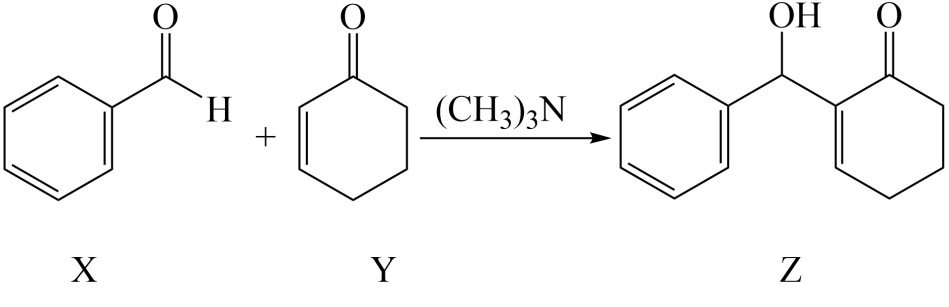 O OH O
O
H + (CH₃)₃N
X Y Z